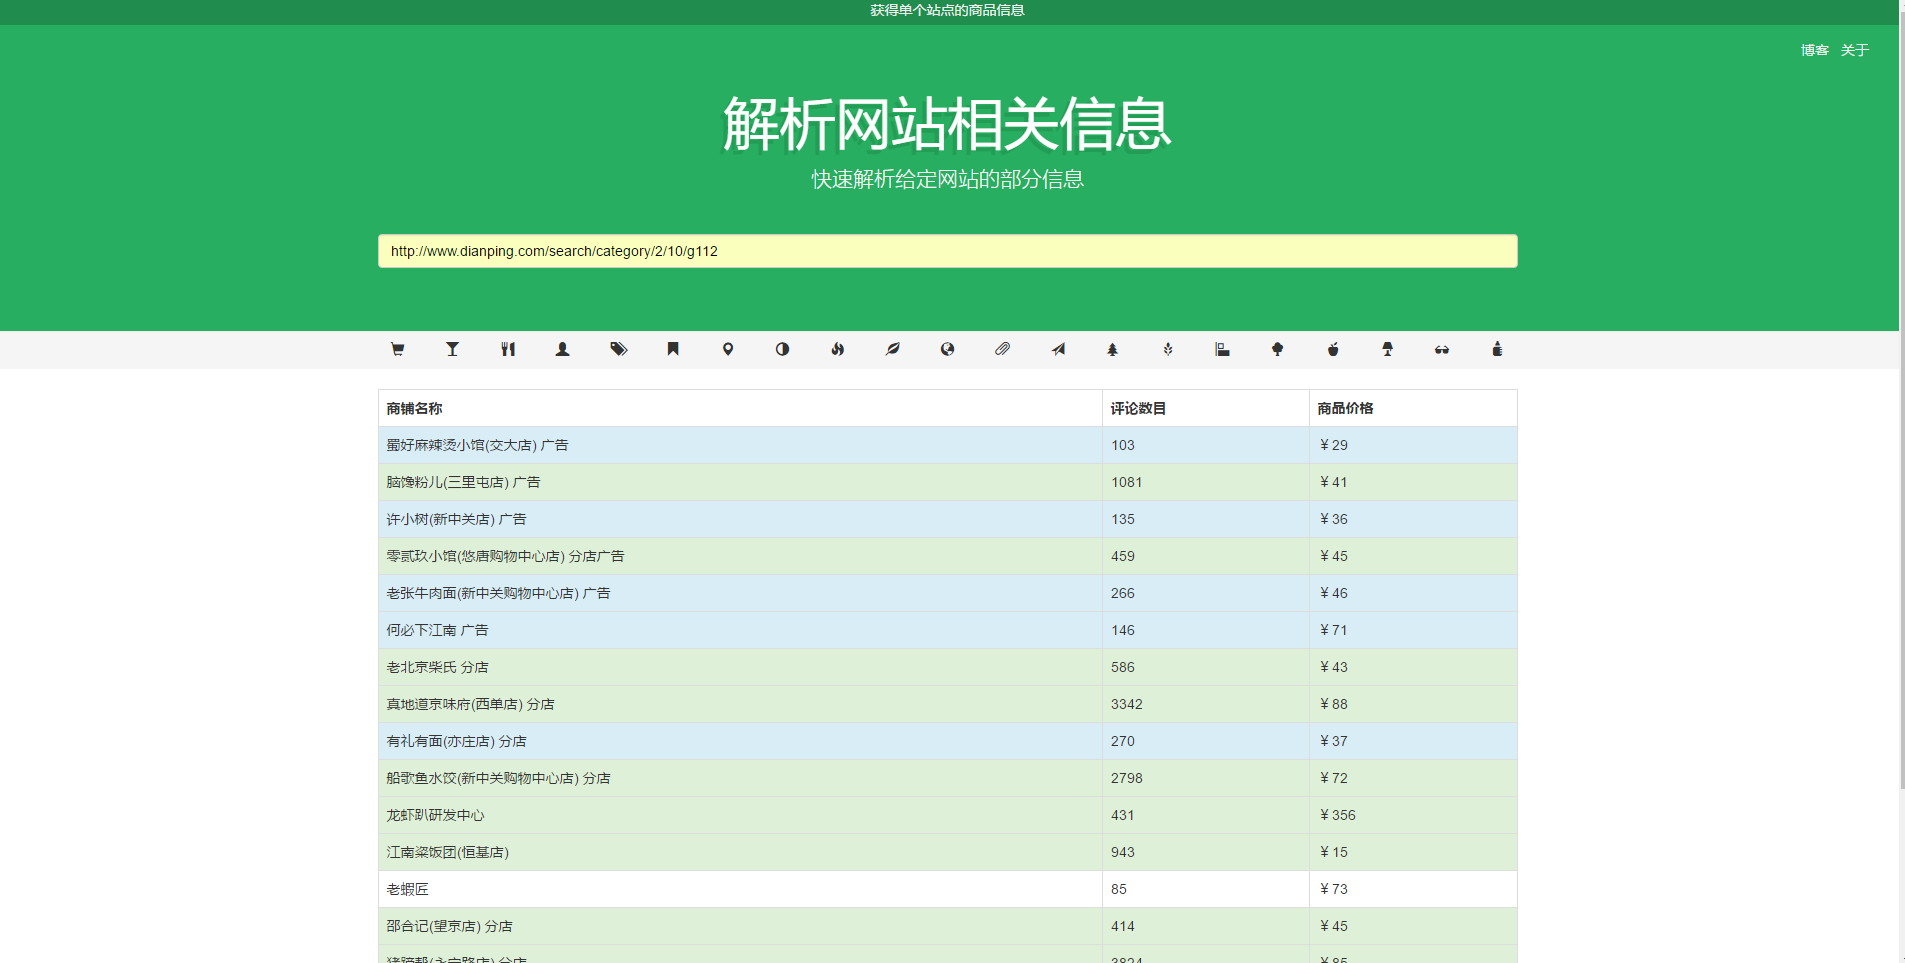 获得单个站点的商品信息
博客 关于
解析网站相关信息
快速解析给定网站的部分信息
http://www.dianping.com/search/category/2/10/g112
商铺名称 评论数目 商品价格
蜀好麻辣烫小馆(交大店) 广告 103 ¥ 29
脑馋粉儿(三里屯店) 广告 1081 ¥ 41
许小树(新中关店) 广告 135 ¥ 36
零贰玖小馆(悠唐购物中心店) 分店广告 459 ¥ 45
老张牛肉面(新中关购物中心店) 广告 266 ¥ 46
何必下江南 广告 146 ¥ 71
老北京柴氏 分店 586 ¥ 43
真地道京味府(西单店) 分店 3342 ¥ 88
有礼有面(亦庄店) 分店 270 ¥ 37
船歌鱼水饺(新中关购物中心店) 分店 2798 ¥ 72
龙虾趴研发中心 431 ¥ 356
江南粢饭团(恒基店) 943 ¥ 15
老蝦匠 85 ¥ 73
邵合记(望京店) 分店 414 ¥ 45
猪蹄帮(永安路店) 分店 3824 ¥ 85